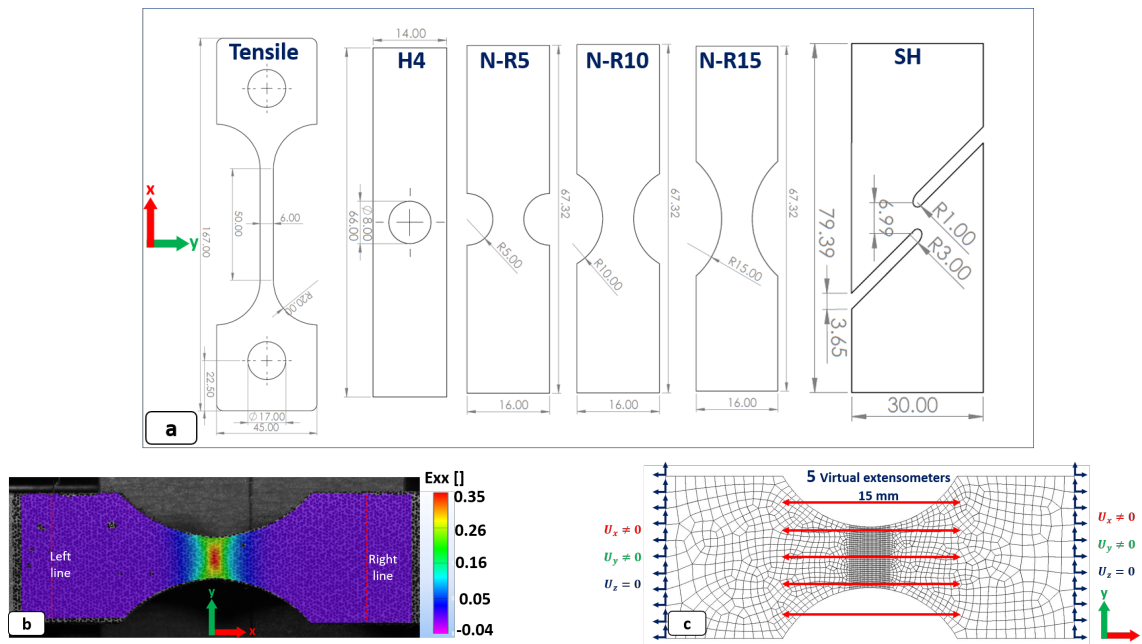 Tensile
H4
N-R5
N-R10
N-R15
SH
14.00
167.00
50.00
6.00
R20.00
22.50
Ø17.00
45.00
66.00
Ø8.00
R5.00
67.32
16.00
R10.00
67.32
16.00
R15.00
67.32
16.00
79.39
6.99
R1.00
R3.00
3.65
30.00
x
y
a
Exx []
0.35
0.26
0.16
0.05
-0.04
Left
line
Right
line
y
x
b
5 Virtual extensometers
15 mm
Ux ≠ 0
Uy ≠ 0
Uz = 0
Ux ≠ 0
Uy ≠ 0
Uz = 0
y
c